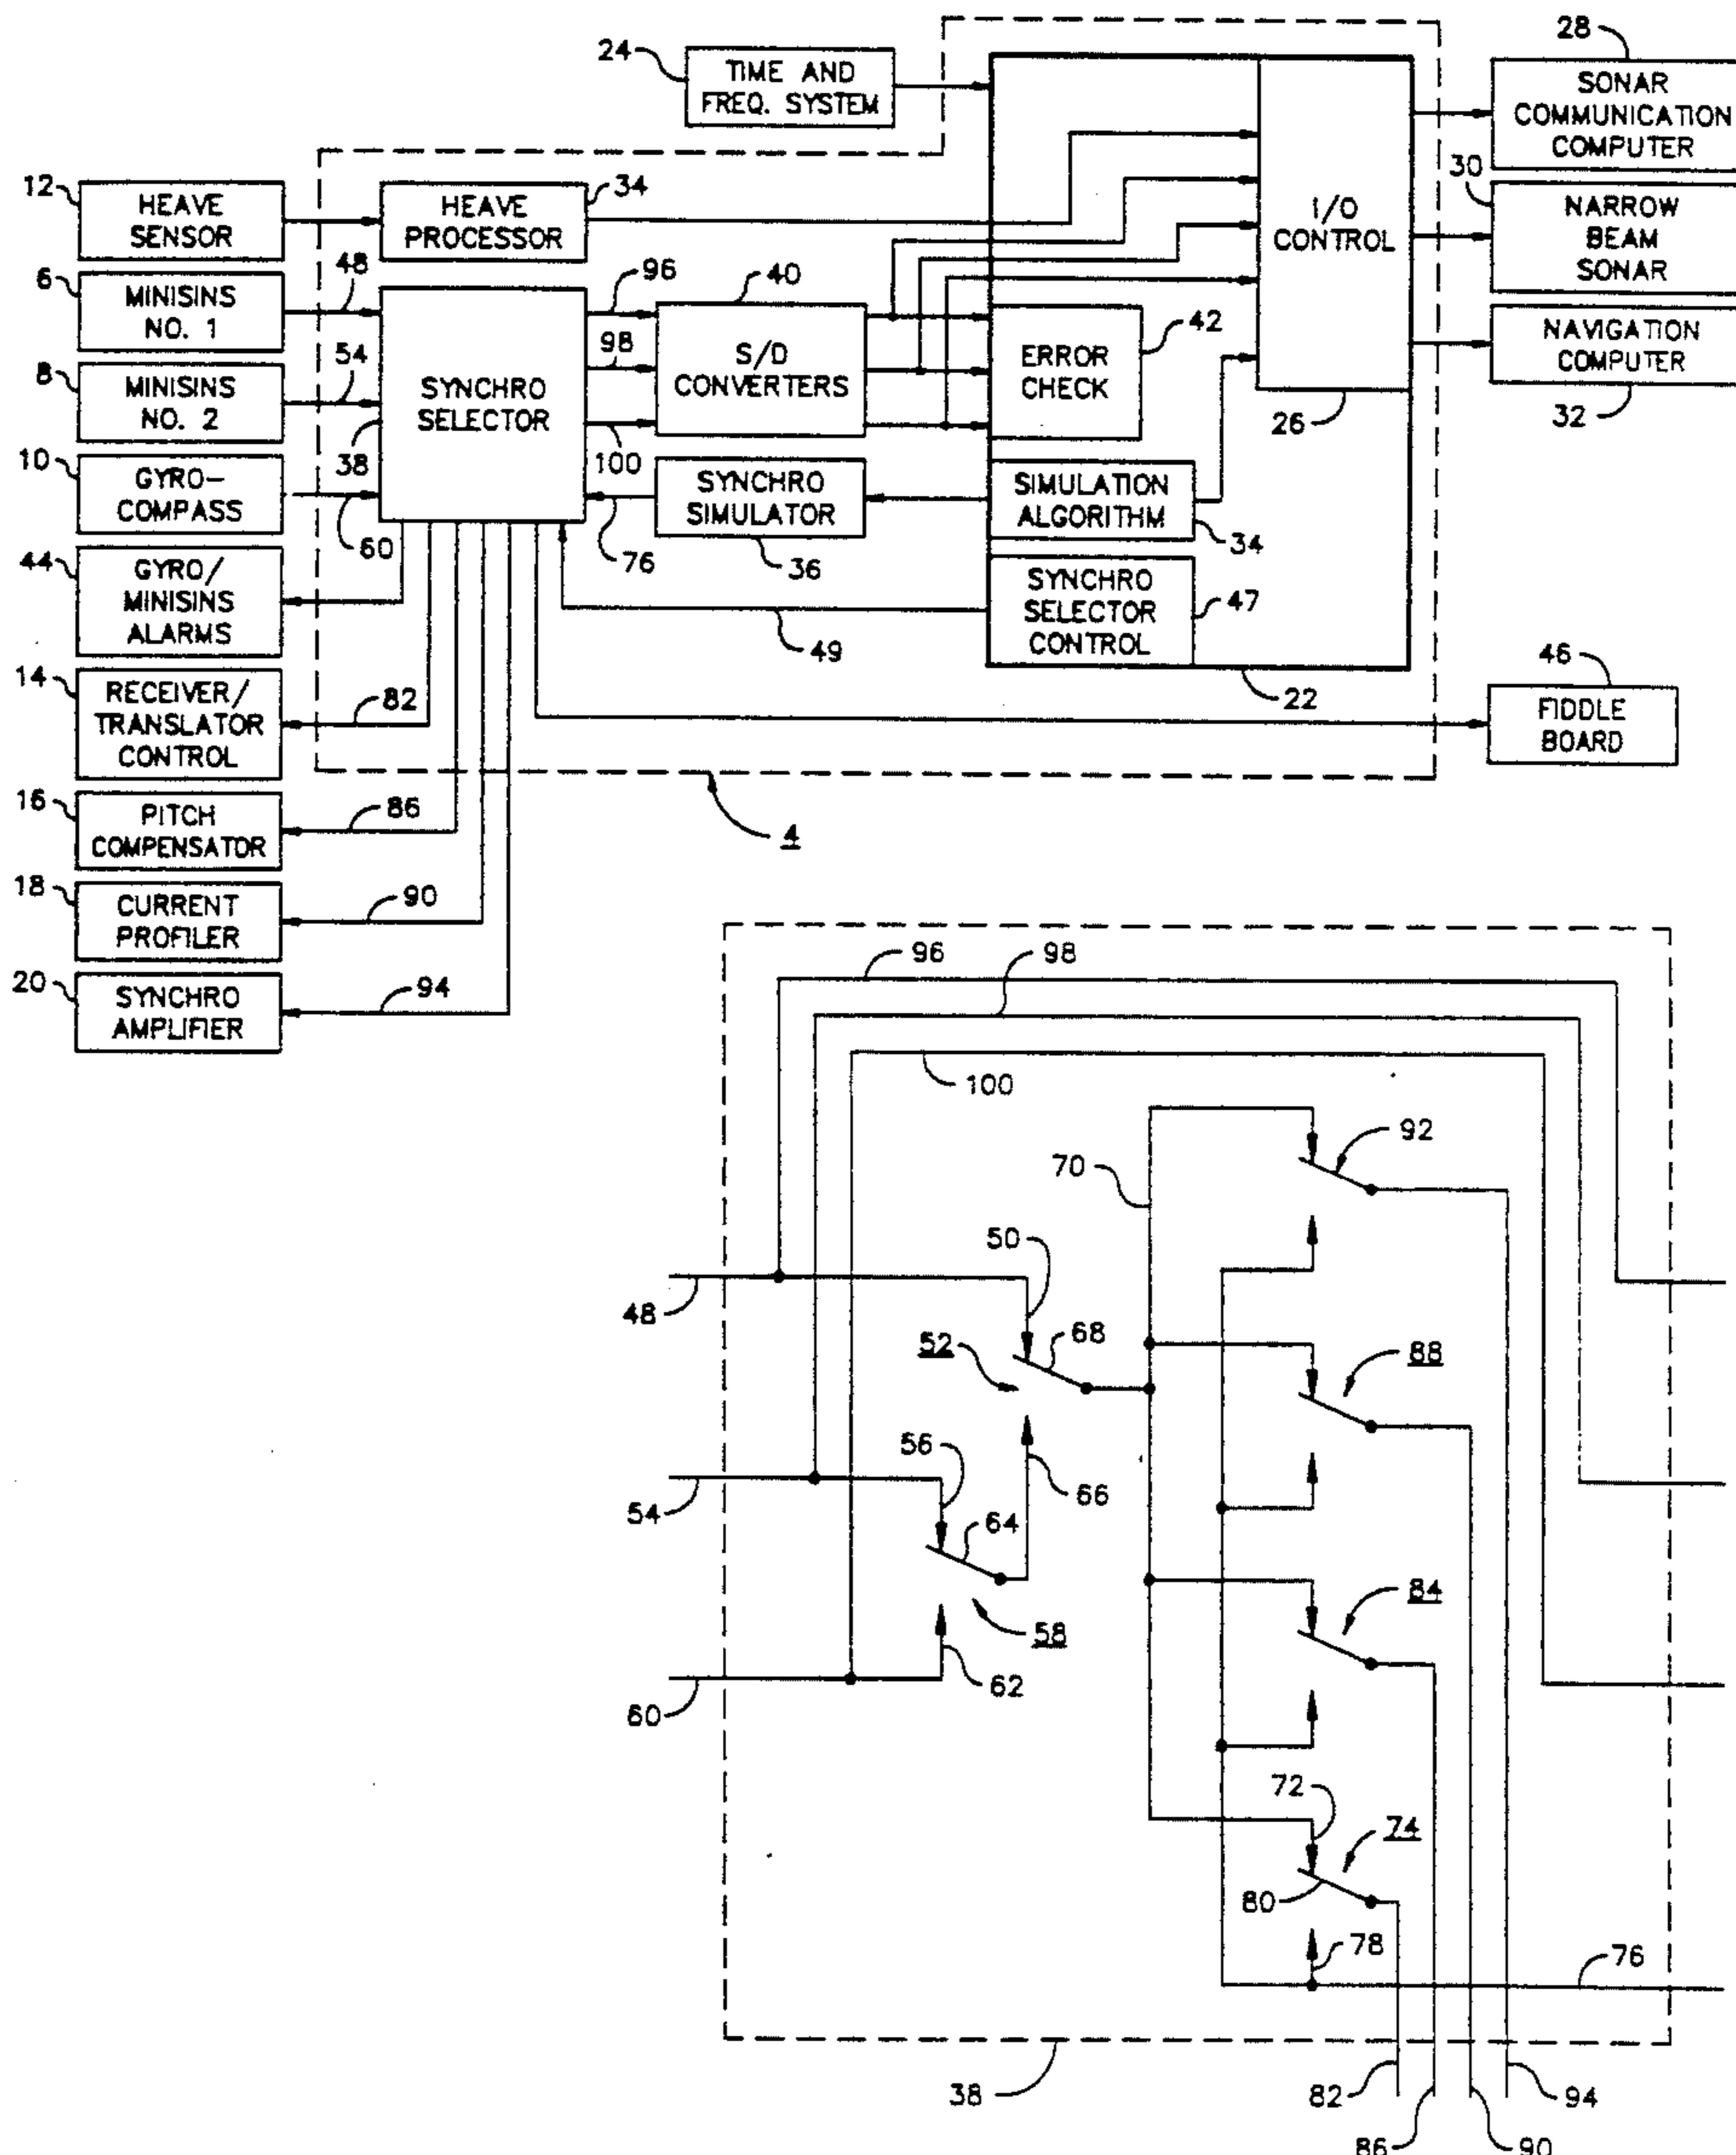 24
TIME AND
FREQ. SYSTEM
28
SONAR
COMMUNICATION
COMPUTER
12
HEAVE
SENSOR
34
HEAVE
PROCESSOR
I/O
CONTROL
30
NARROW
BEAM
SONAR
6
MINISINS
NO. 1
48
96
40
42
8
MINISINS
NO. 2
54
SYNCHRO
SELECTOR
98
S/D
CONVERTERS
ERROR
CHECK
NAVIGATION
COMPUTER
32
38
100
26
10
GYRO-
COMPASS
60
76
SYNCHRO
SIMULATOR
36
SIMULATION
ALGORITHM
34
44
GYRO/
MINISINS
ALARMS
49
SYNCHRO
SELECTOR
CONTROL
47
22
46
FIDDLE
BOARD
14
RECEIVER/
TRANSLATOR
CONTROL
82
4
16
PITCH
COMPENSATOR
86
18
CURRENT
PROFILER
90
20
SYNCHRO
AMPLIFIER
94
96
98
100
92
70
50
48
68
52
88
56
66
54
64
84
58
62
60
72
74
80
78
76
38
82
94
86
90